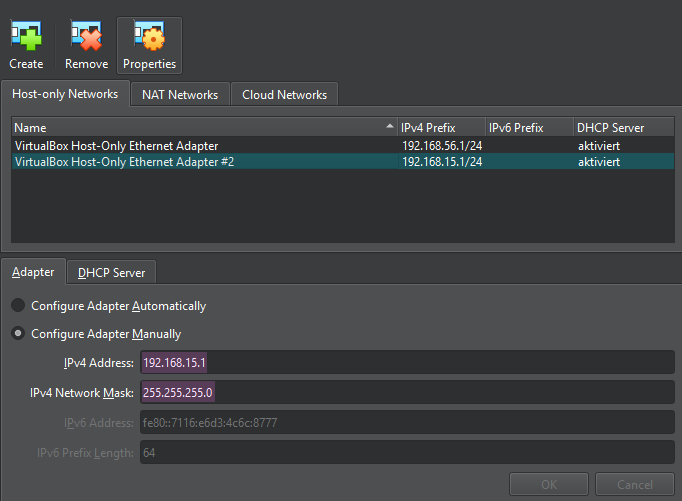 Create Remove Properties
Host-only Networks NAT Networks Cloud Networks
Name IPv4 Prefix IPv6 Prefix DHCP Server
VirtualBox Host-Only Ethernet Adapter 192.168.56.1/24 aktiviert
VirtualBox Host-Only Ethernet Adapter #2 192.168.15.1/24 aktiviert
Adapter DHCP Server
Configure Adapter Automatically
Configure Adapter Manually
IPv4 Address: 192.168.15.1
IPv4 Network Mask: 255.255.255.0
IPv6 Address: fe80::7116:e6d3:4c6c:8777
IPv6 Prefix Length: 64
OK Cancel